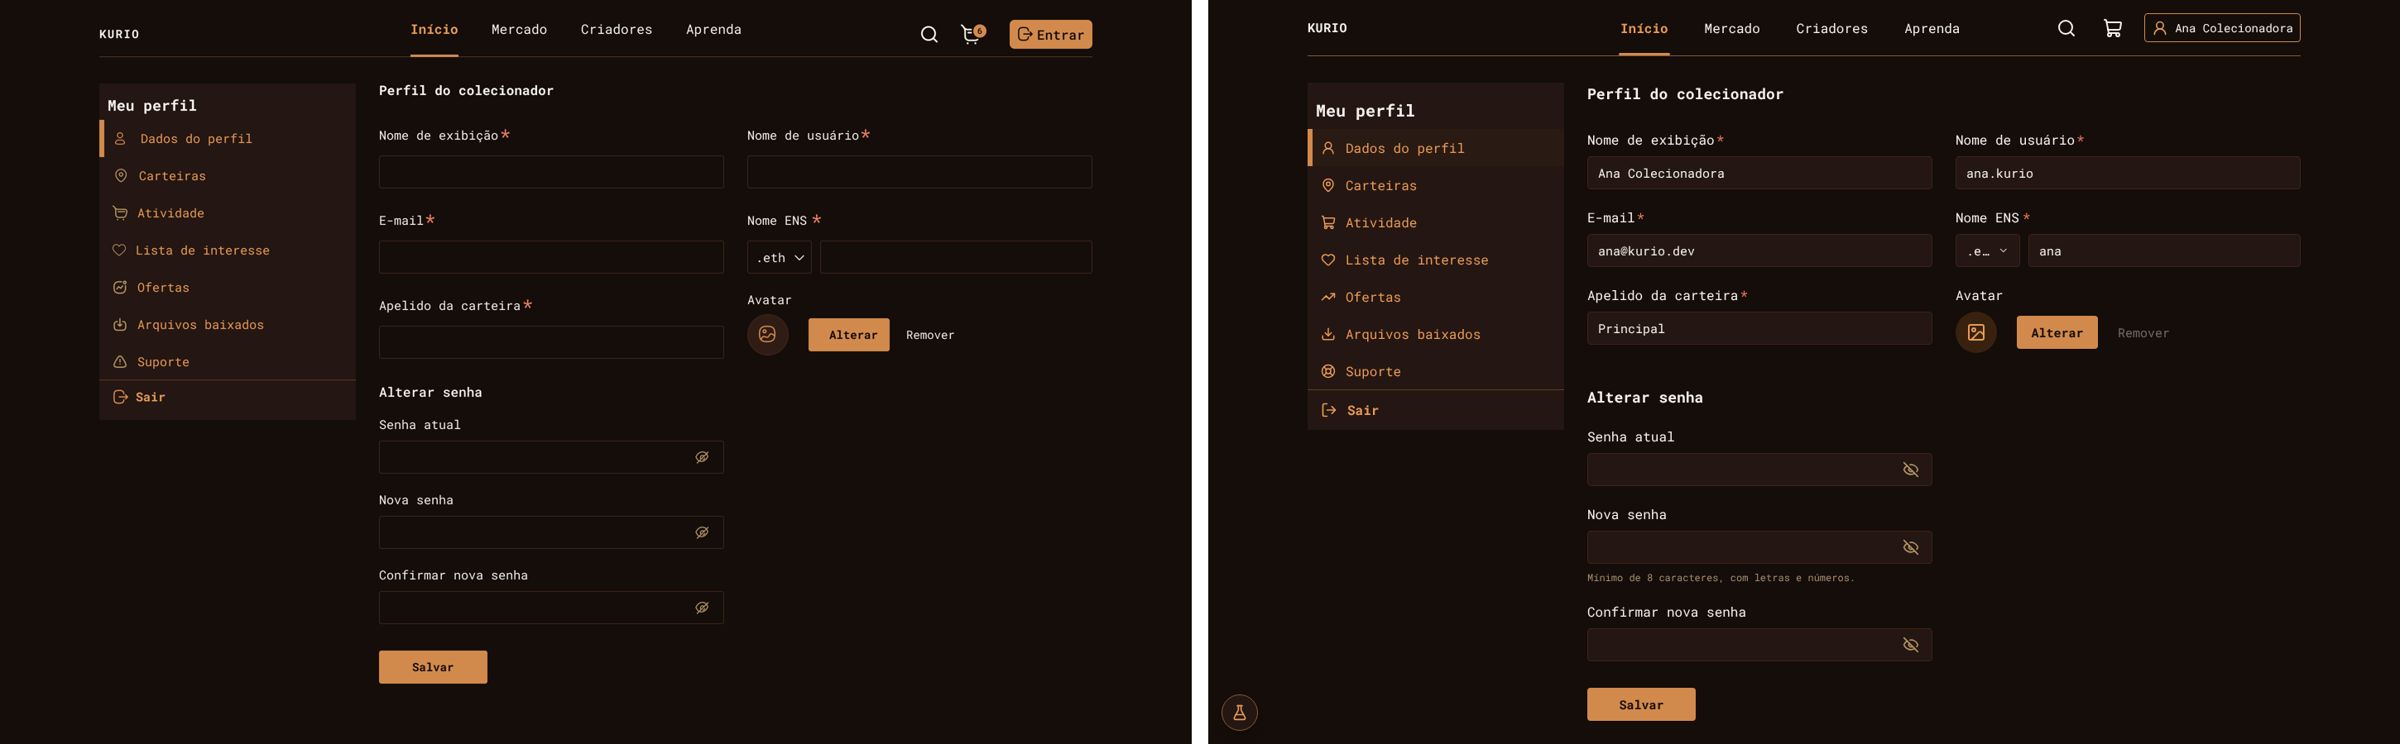 KURIO
Início
Mercado
Criadores
Aprenda
6
Entrar
Meu perfil
Dados do perfil
Carteiras
Atividade
Lista de interesse
Ofertas
Arquivos baixados
Suporte
Sair
Perfil do colecionador
Nome de exibição*
Nome de usuário*
E-mail*
Nome ENS *
.eth
Apelido da carteira*
Avatar
Alterar
Remover
Alterar senha
Senha atual
Nova senha
Confirmar nova senha
Salvar
KURIO
Início
Mercado
Criadores
Aprenda
Ana Colecionadora
Meu perfil
Dados do perfil
Carteiras
Atividade
Lista de interesse
Ofertas
Arquivos baixados
Suporte
Sair
Perfil do colecionador
Nome de exibição*
Ana Colecionadora
Nome de usuário*
ana.kurio
E-mail*
ana@kurio.dev
Nome ENS *
.e…
ana
Apelido da carteira*
Principal
Avatar
Alterar
Remover
Alterar senha
Senha atual
Nova senha
Mínimo de 8 caracteres, com letras e números.
Confirmar nova senha
Salvar